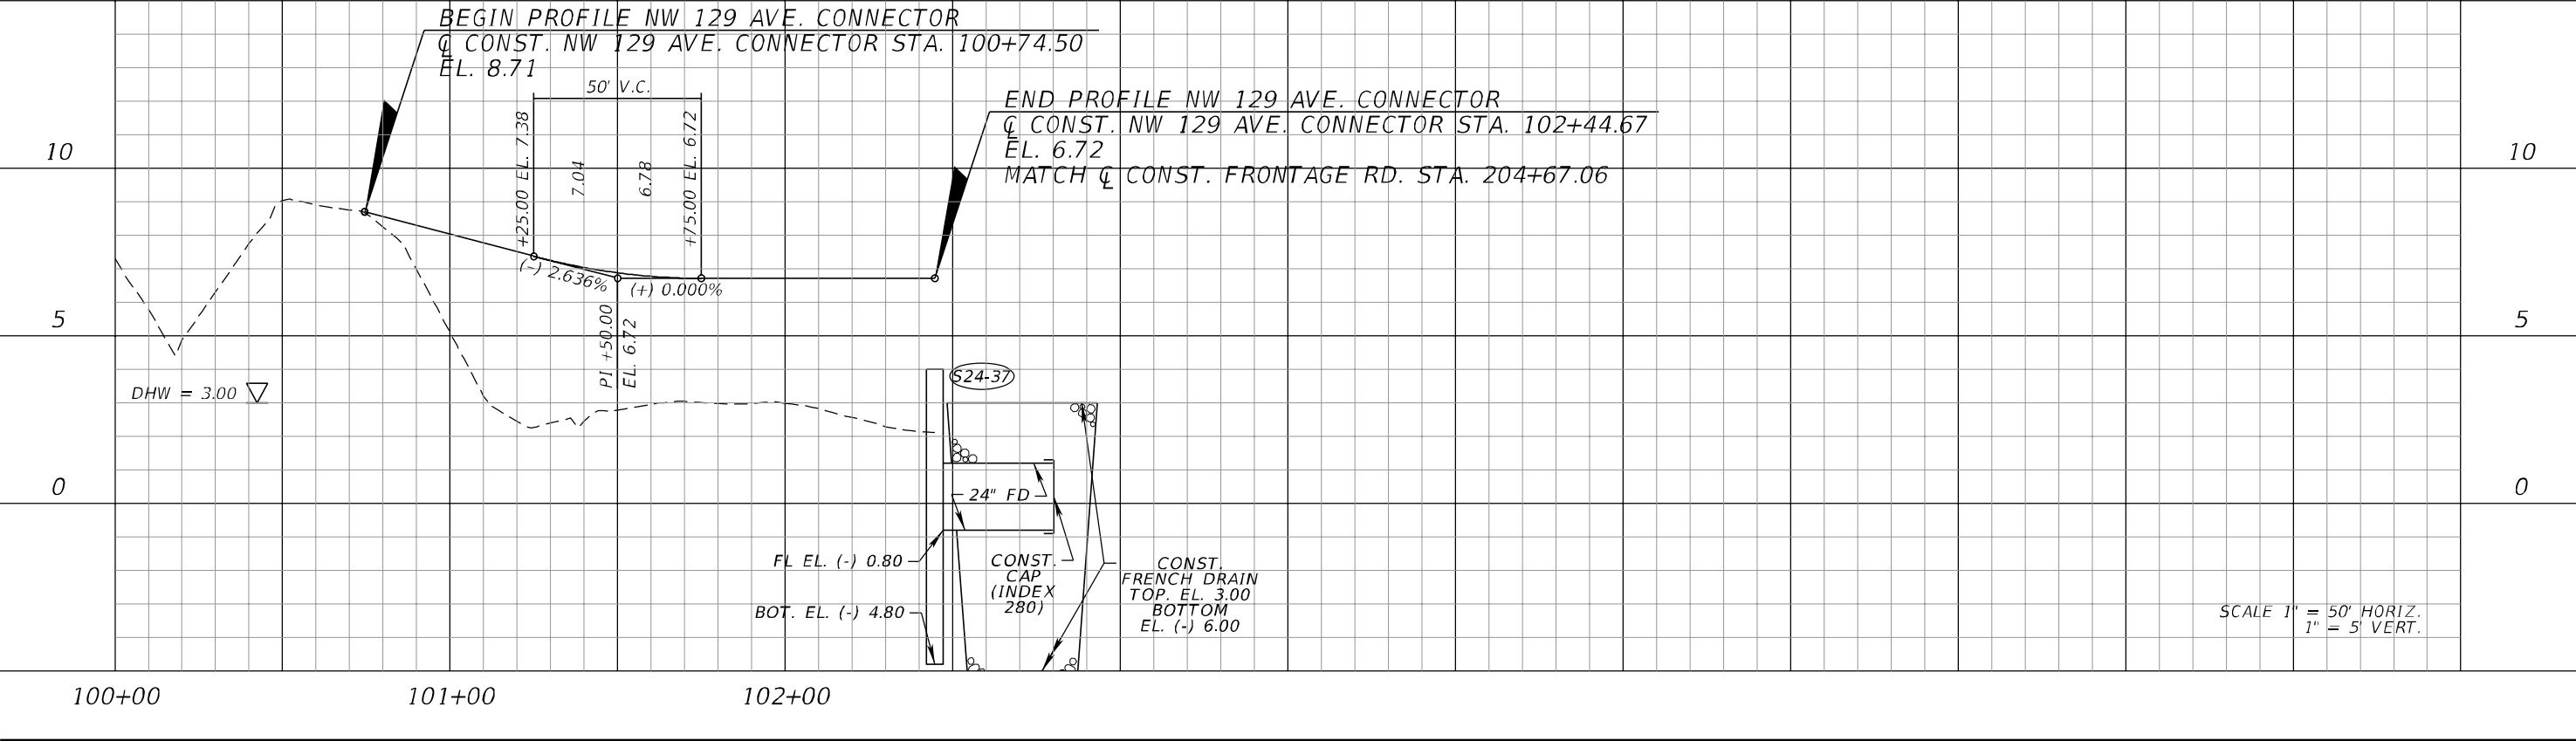 BEGIN PROFILE NW 129 AVE. CONNECTOR
℄ CONST. NW 129 AVE. CONNECTOR STA. 100+74.50
EL. 8.71
50' V.C.
+25.00 EL. 7.38
7.04
6.78
+75.00 EL. 6.72
END PROFILE NW 129 AVE. CONNECTOR
℄ CONST. NW 129 AVE. CONNECTOR STA. 102+44.67
EL. 6.72
MATCH ℄ CONST. FRONTAGE RD. STA. 204+67.06
10
10
(-) 2.636%
(+) 0.000%
PI +50.00
EL. 6.72
5
5
DHW = 3.00
S24-37
0
0
24" FD
FL EL. (-) 0.80
BOT. EL. (-) 4.80
CONST.
CAP
(INDEX
280)
CONST.
FRENCH DRAIN
TOP. EL. 3.00
BOTTOM
EL. (-) 6.00
SCALE 1" = 50' HORIZ.
1" = 5' VERT.
100+00
101+00
102+00